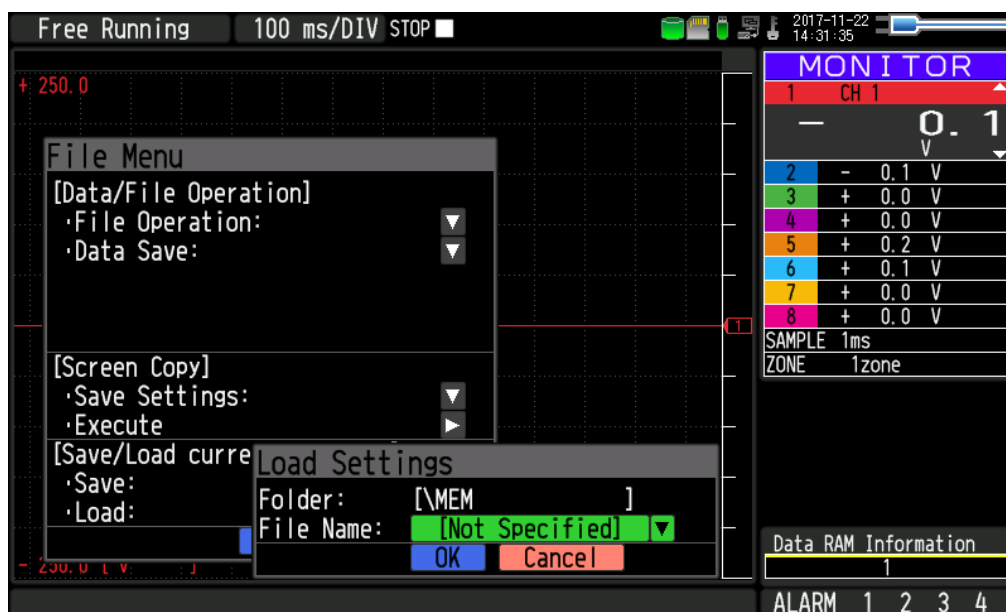 Free Running 100 ms/DIV STOP 2017-11-22
14:31:35
+ 250.0
MONITOR
1 CH 1
- 0. 1
V
2 - 0.1 V
3 + 0.0 V
4 + 0.0 V
5 + 0.2 V
6 + 0.1 V
7 + 0.0 V
8 + 0.0 V
SAMPLE 1ms
ZONE 1zone
1
File Menu
[Data/File Operation]
·File Operation:
·Data Save:
[Screen Copy]
·Save Settings:
·Execute
[Save/Load curre
·Save:
·Load:
Load Settings
Folder: [\MEM ]
File Name: [Not Specified]
OK Cancel
- 250.0 [ V ]
Data RAM Information
1
ALARM 1 2 3 4